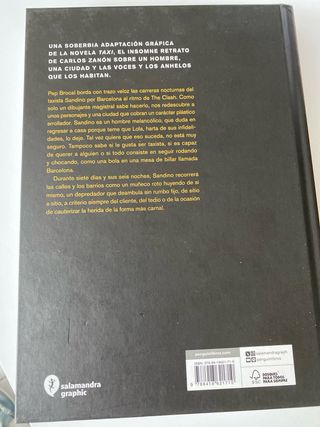 UNA SOBERBIA ADAPTACIÓN GRÁFICA
DE LA NOVELA TAXI, EL INSOMNE RETRATO
DE CARLOS ZANÓN SOBRE UN HOMBRE,
UNA CIUDAD Y LAS VOCES Y LOS ANHELOS
QUE LOS HABITAN.
Pep Brocal borda con trazo veloz las carreras nocturnas del
taxista Sandino por Barcelona al ritmo de The Clash. Como
solo un dibujante magistral sabe hacerlo, nos redescubre a
unos personajes y una ciudad que cobran un carácter plástico
arrollador. Sandino es un hombre melancólico, que duda en
regresar a casa porque teme que Lola, harta de sus infideli-
dades, lo deje. Tal vez quiere que eso suceda, no está muy
seguro. Tampoco sabe si le gusta ser taxista, si es capaz
de querer a alguien o si todo consiste en seguir rodando
y chocando, como una bola en una mesa de billar llamada
Barcelona.
Durante siete días y sus seis noches, Sandino recorrerá
las calles y los barrios como un muñeco roto huyendo de sí
mismo, un depredador que deambula sin rumbo fijo, de sitio
a sitio, a criterio siempre del cliente, del tedio o de la ocasión
de cauterizar la herida de la forma más carnal.
salamandra
graphic
penguinlibros.com
salamandragraph
penguinlibros
FSC